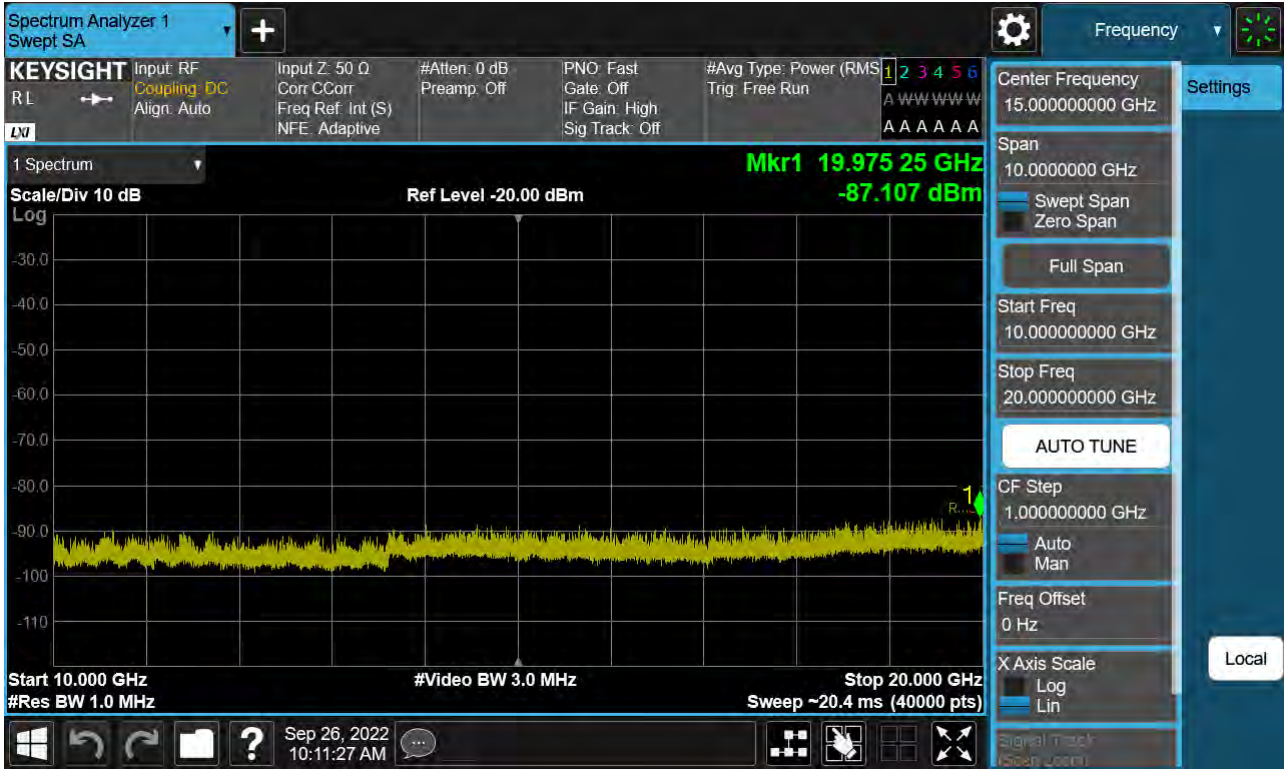 Spectrum Analyzer 1
Swept SA
+
Frequency
KEYSIGHT
RL
LXI
Input: RF
Coupling: DC
Align: Auto
Input Z: 50 Ω
Corr CCorr
Freq Ref: Int (S)
NFE: Adaptive
#Atten: 0 dB
Preamp: Off
PNO: Fast
Gate: Off
IF Gain: High
Sig Track: Off
#Avg Type: Power (RMS
Trig: Free Run
1 2 3 4 5 6
A W W W W W
A A A A A A
1 Spectrum
Scale/Div 10 dB
Log
Ref Level -20.00 dBm
Mkr1 19.975 25 GHz
-87.107 dBm
-30.0
-40.0
-50.0
-60.0
-70.0
-80.0
-90.0
-100
-110
1
Start 10.000 GHz
#Res BW 1.0 MHz
#Video BW 3.0 MHz
Stop 20.000 GHz
Sweep ~20.4 ms (40000 pts)
Center Frequency
15.000000000 GHz
Span
10.0000000 GHz
Swept Span
Zero Span
Full Span
Start Freq
10.000000000 GHz
Stop Freq
20.000000000 GHz
AUTO TUNE
CF Step
1.000000000 GHz
Auto
Man
Freq Offset
0 Hz
X Axis Scale
Log
Lin
Signal Track
(Span Zoom)
Settings
Local
?
Sep 26, 2022
10:11:27 AM